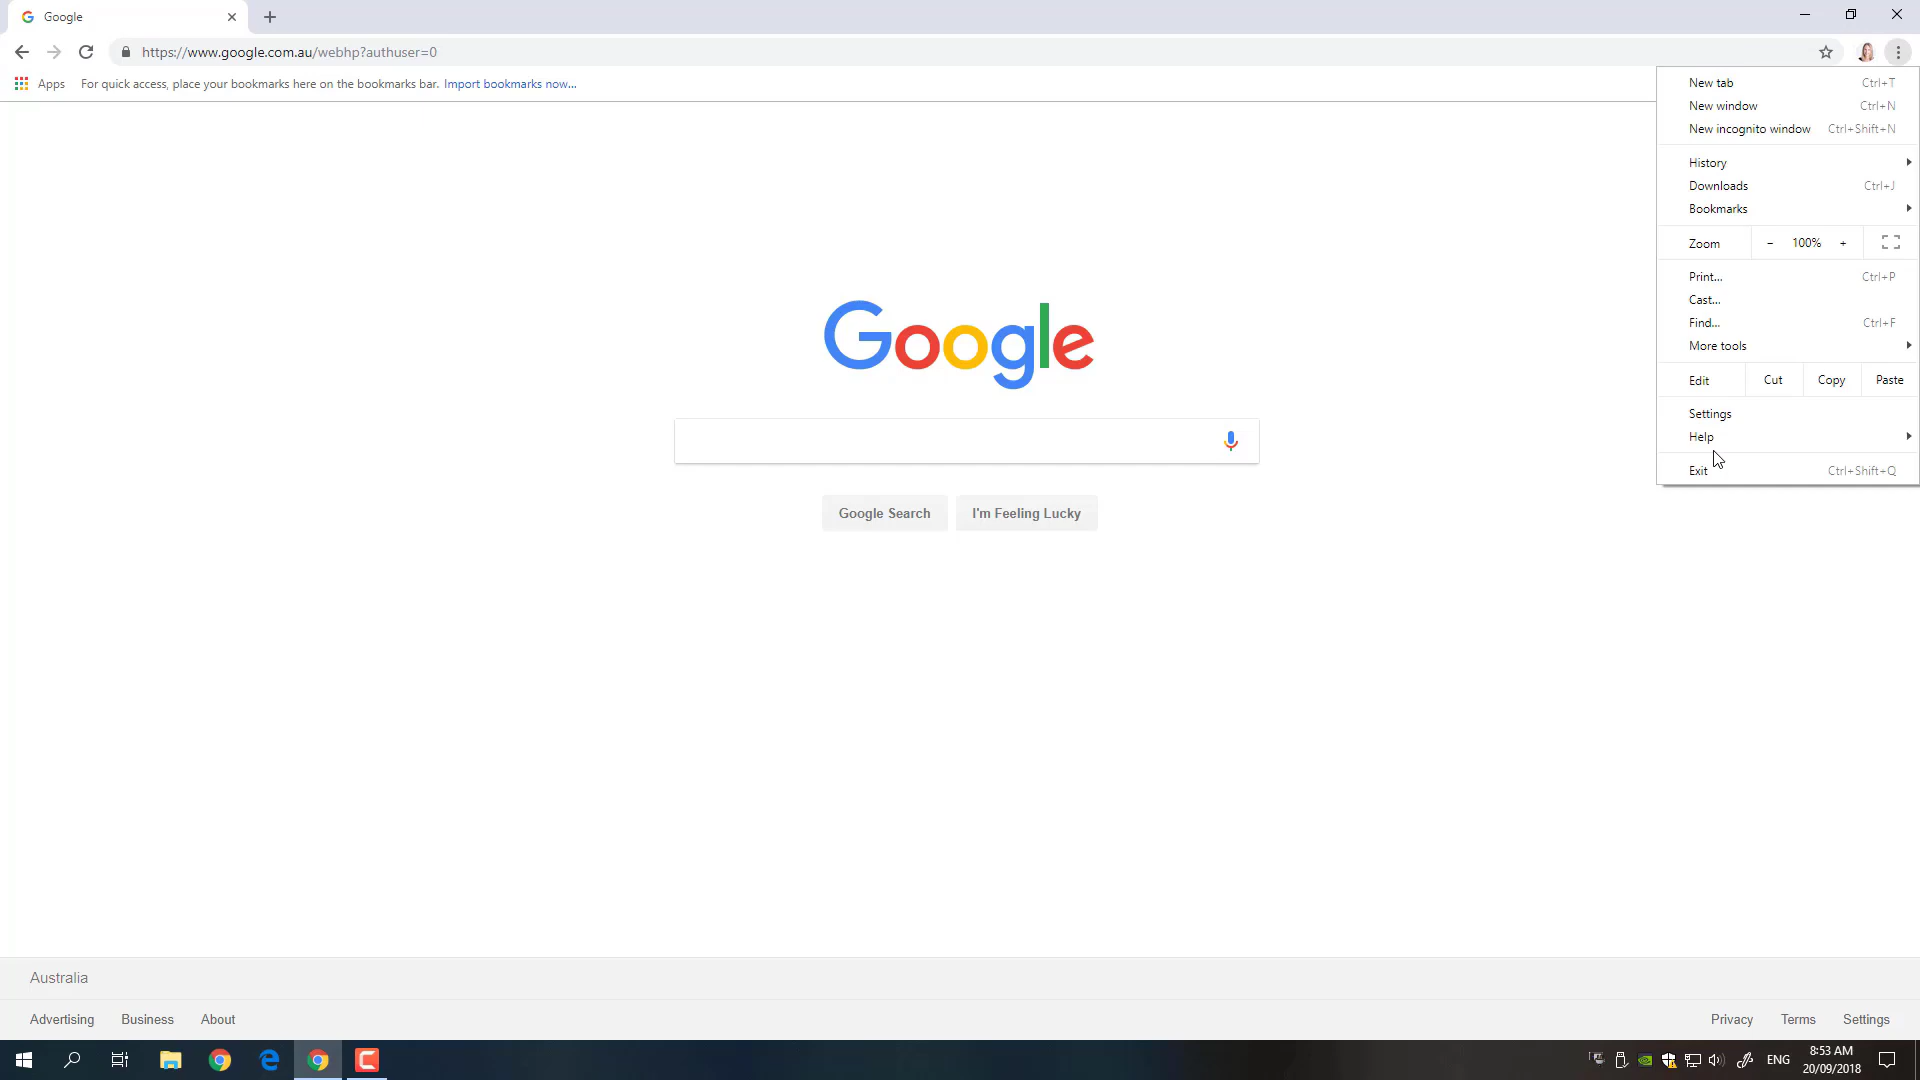 Google
https://www.google.com.au/webhp?authuser=0
Apps For quick access, place your bookmarks here on the bookmarks bar. Import bookmarks now...
New tab Ctrl+T
New window Ctrl+N
New incognito window Ctrl+Shift+N
History
Downloads Ctrl+J
Bookmarks
Zoom - 100% +
Print... Ctrl+P
Cast...
Find... Ctrl+F
More tools
Edit Cut Copy Paste
Settings
Help
Exit Ctrl+Shift+Q
Google
Google Search I'm Feeling Lucky
Australia
Advertising Business About Privacy Terms Settings
ENG 8:53 AM
20/09/2018